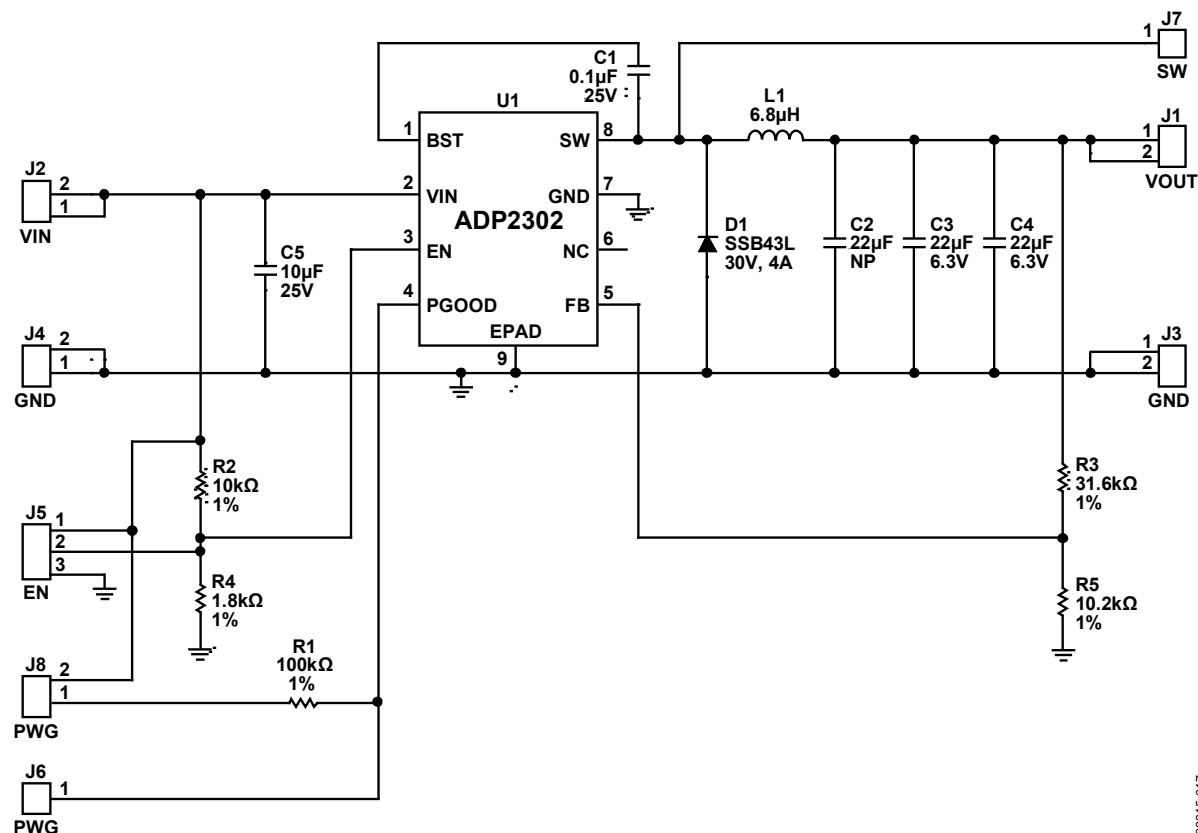 J7
1
SW
C1
0.1µF
25V
U1
L1
6.8µH
J1
1
2
VOUT
1
BST
SW
8
J2
2
1
VIN
2
VIN
GND
7
ADP2302
3
EN
NC
6
4
PGOOD
FB
5
EPAD
9
C5
10µF
25V
D1
SSB43L
30V, 4A
C2
22µF
NP
C3
22µF
6.3V
C4
22µF
6.3V
J4
2
1
GND
J3
1
2
GND
R2
10kΩ
1%
R3
31.6kΩ
1%
J5
1
2
3
EN
R4
1.8kΩ
1%
R5
10.2kΩ
1%
R1
100kΩ
1%
J8
2
1
PWG
J6
1
PWG